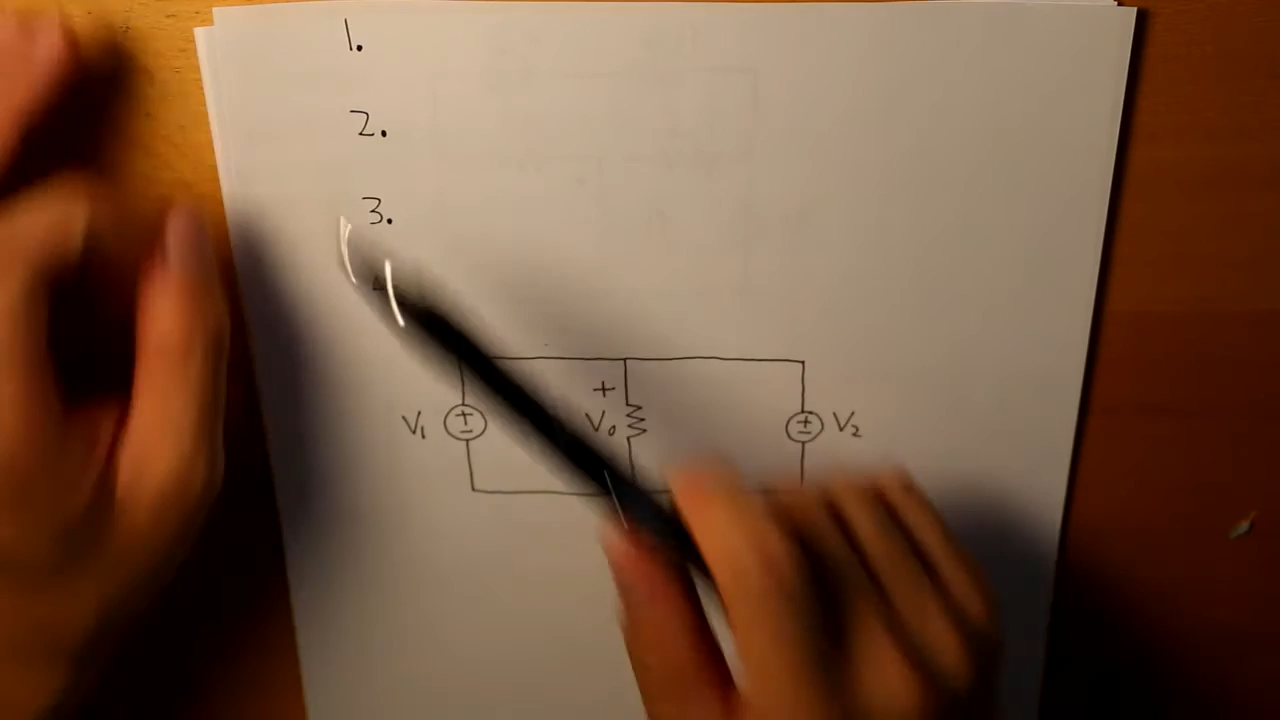 1.
2.
3.
+
V₁ + − V₀ + − V₂